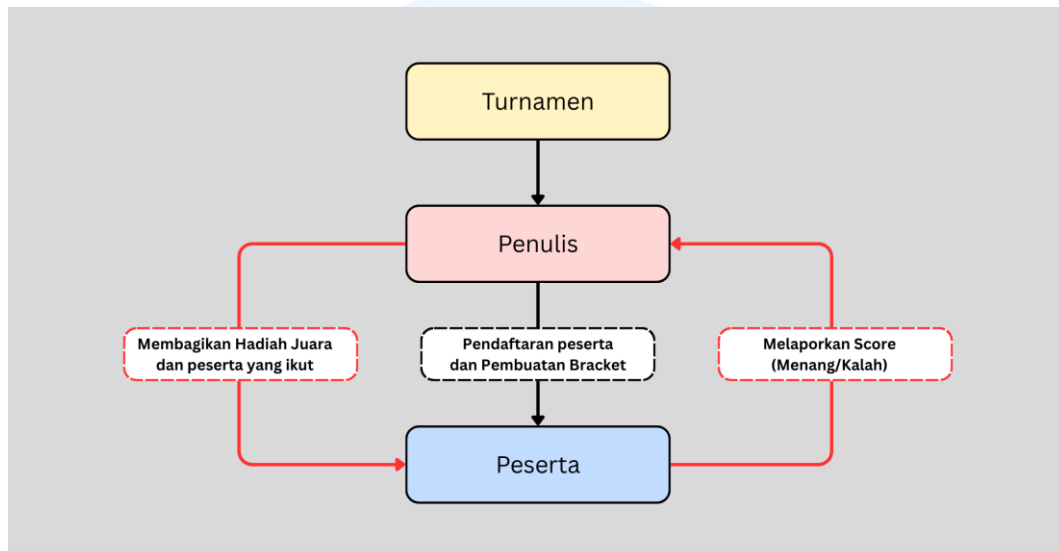 Turnamen
Penulis
Membagikan Hadiah Juara
dan peserta yang ikut
Pendaftaran peserta
dan Pembuatan Bracket
Melaporkan Score
(Menang/Kalah)
Peserta